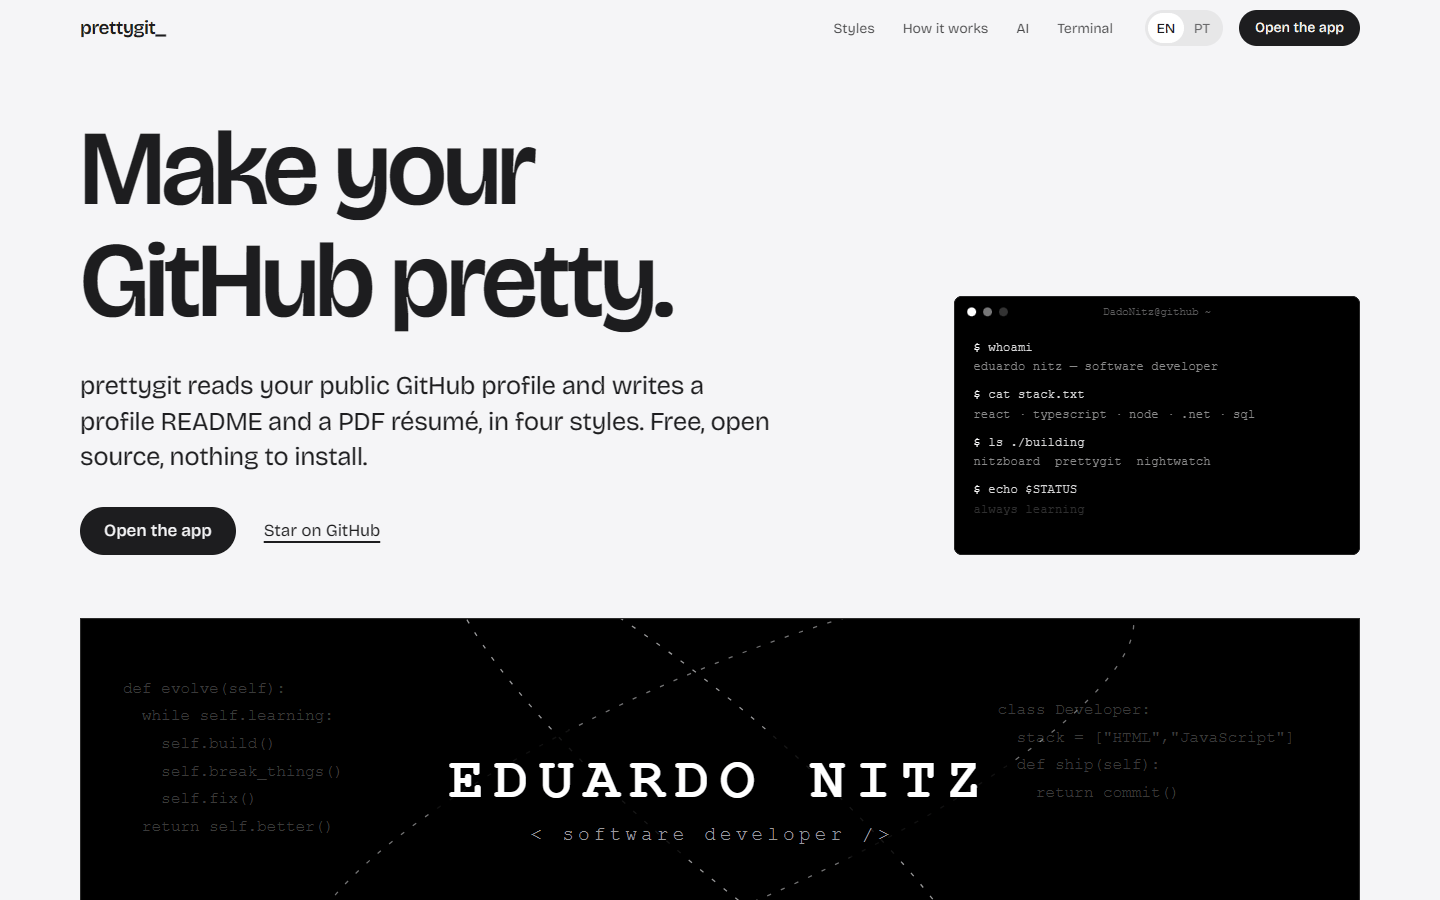 prettygit_
Styles
How it works
AI
Terminal
EN
PT
Open the app
Make your
GitHub pretty.
prettygit reads your public GitHub profile and writes a
profile README and a PDF résumé, in four styles. Free, open
source, nothing to install.
Open the app
Star on GitHub
DadoNitz@github ~
$ whoami
eduardo nitz — software developer
$ cat stack.txt
react · typescript · node · .net · sql
$ ls ./building
nitzboard prettygit nightwatch
$ echo $STATUS
always learning
def evolve(self):
while self.learning:
self.build()
self.break_things()
self.fix()
return self.better()
EDUARDO NITZ
< software developer />
class Developer:
stack = ["HTML","JavaScript"]
def ship(self):
return commit()